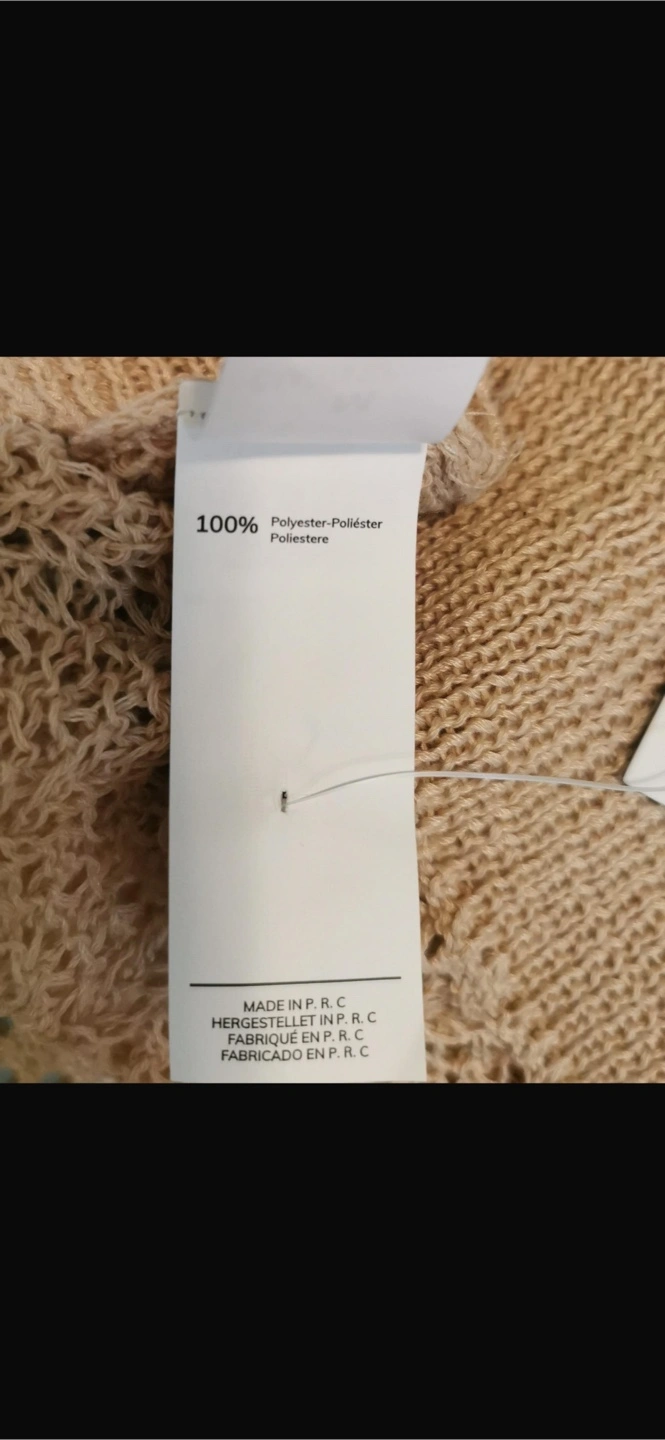 100% Polyester-Poliéster
Poliestere
MADE IN P. R. C
HERGESTELLET IN P. R. C
FABRIQUÉ EN P. R. C
FABRICADO EN P. R. C